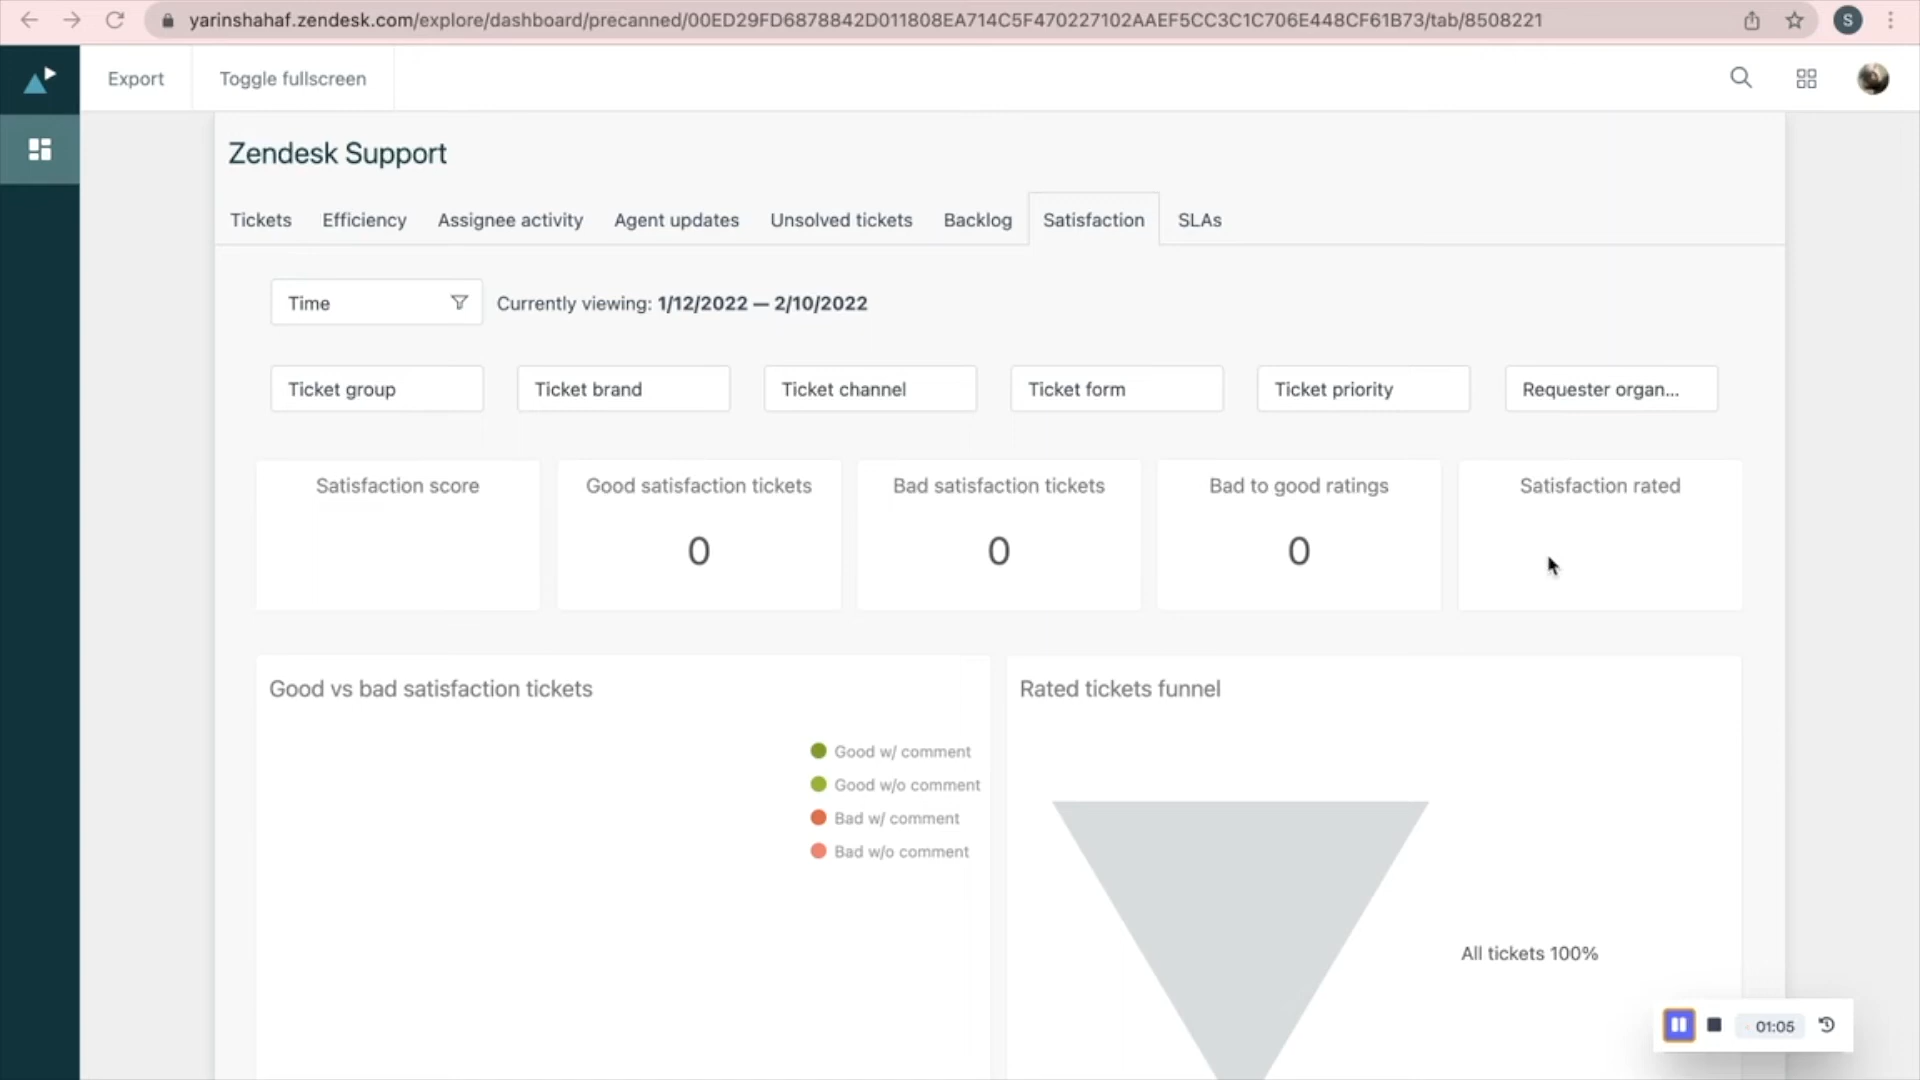 yarinshahaf.zendesk.com/explore/dashboard/precanned/00ED29FD6878842D011808EA714C5F470227102AAEF5CC3C1C706E448CF61B73/tab/8508221
S
Export
Toggle fullscreen
Zendesk Support
Tickets
Efficiency
Assignee activity
Agent updates
Unsolved tickets
Backlog
Satisfaction
SLAs
Time
Currently viewing: 1/12/2022 — 2/10/2022
Ticket group
Ticket brand
Ticket channel
Ticket form
Ticket priority
Requester organ...
Satisfaction score
Good satisfaction tickets
0
Bad satisfaction tickets
0
Bad to good ratings
0
Satisfaction rated
Good vs bad satisfaction tickets
Good w/ comment
Good w/o comment
Bad w/ comment
Bad w/o comment
Rated tickets funnel
All tickets 100%
01:05